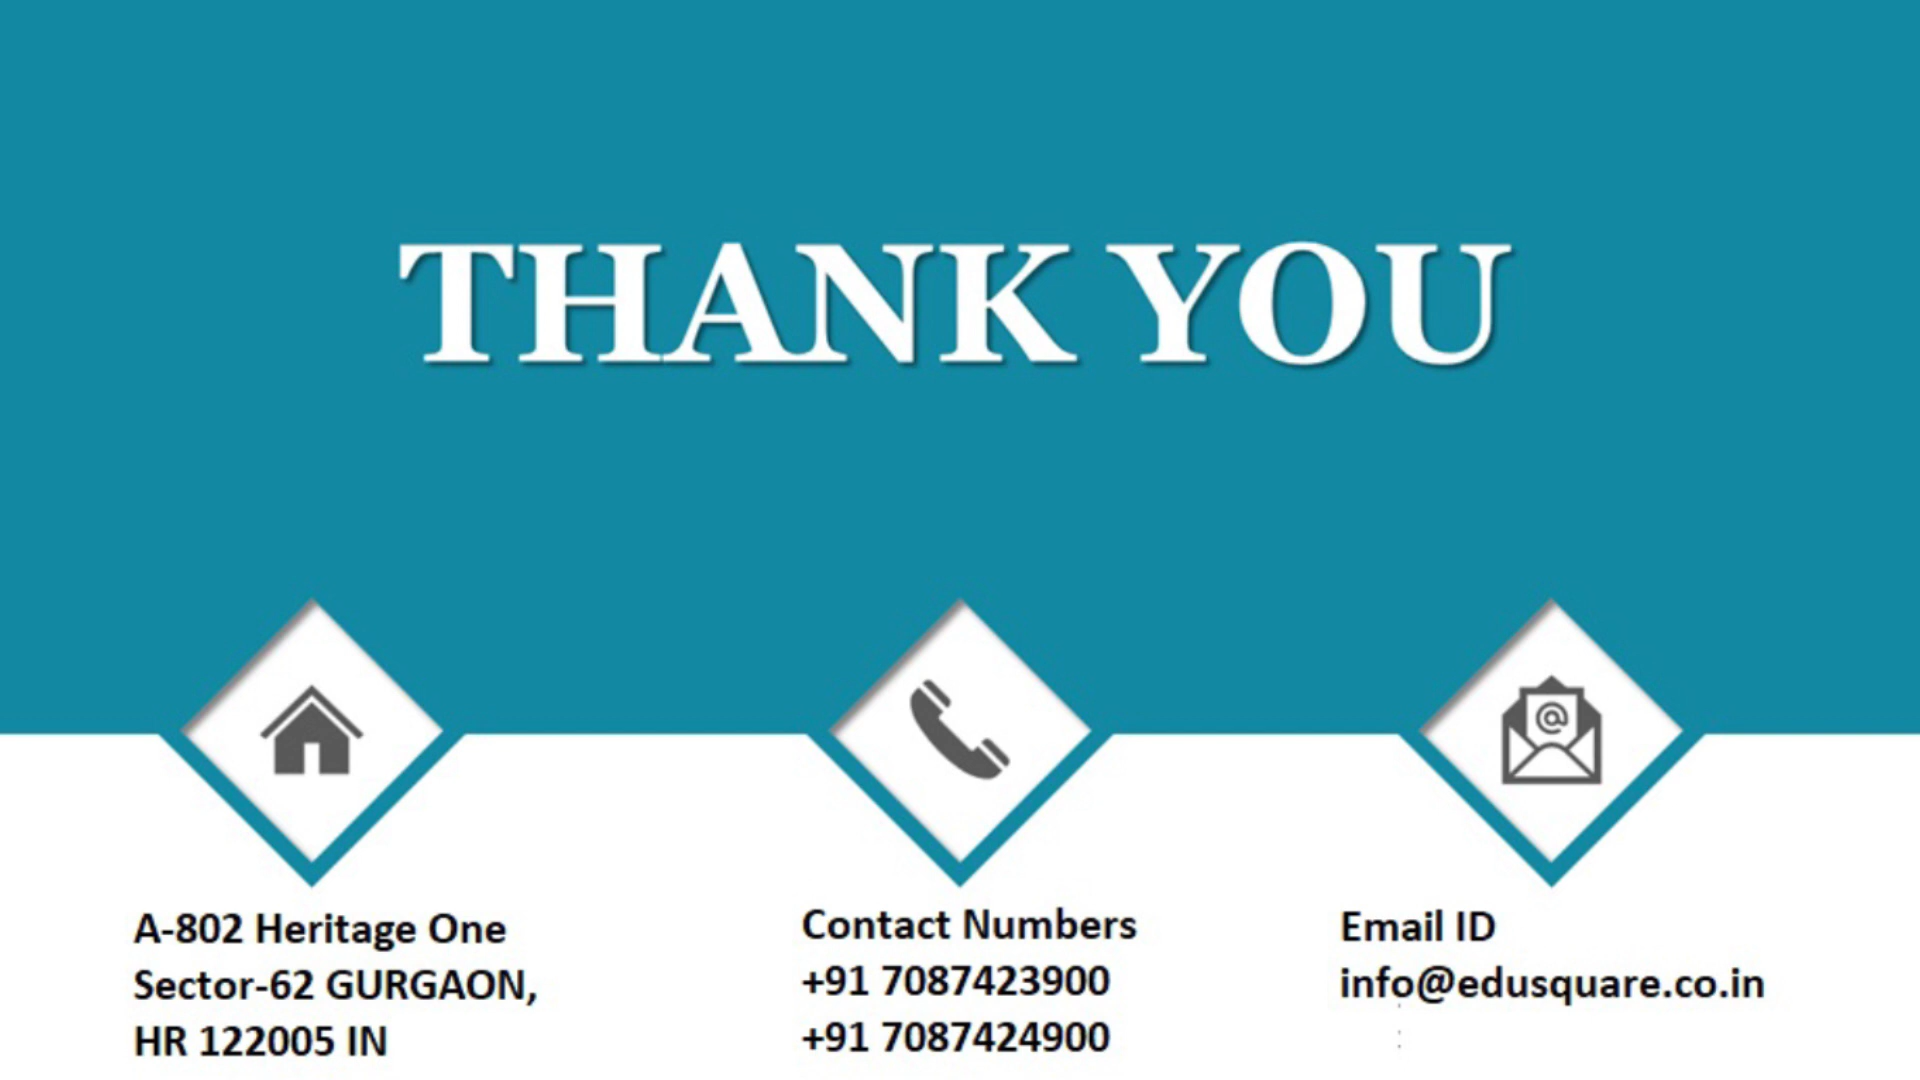 THANK YOU
A-802 Heritage One
Sector-62 GURGAON,
HR 122005 IN
Contact Numbers
+91 7087423900
+91 7087424900
Email ID
info@edusquare.co.in